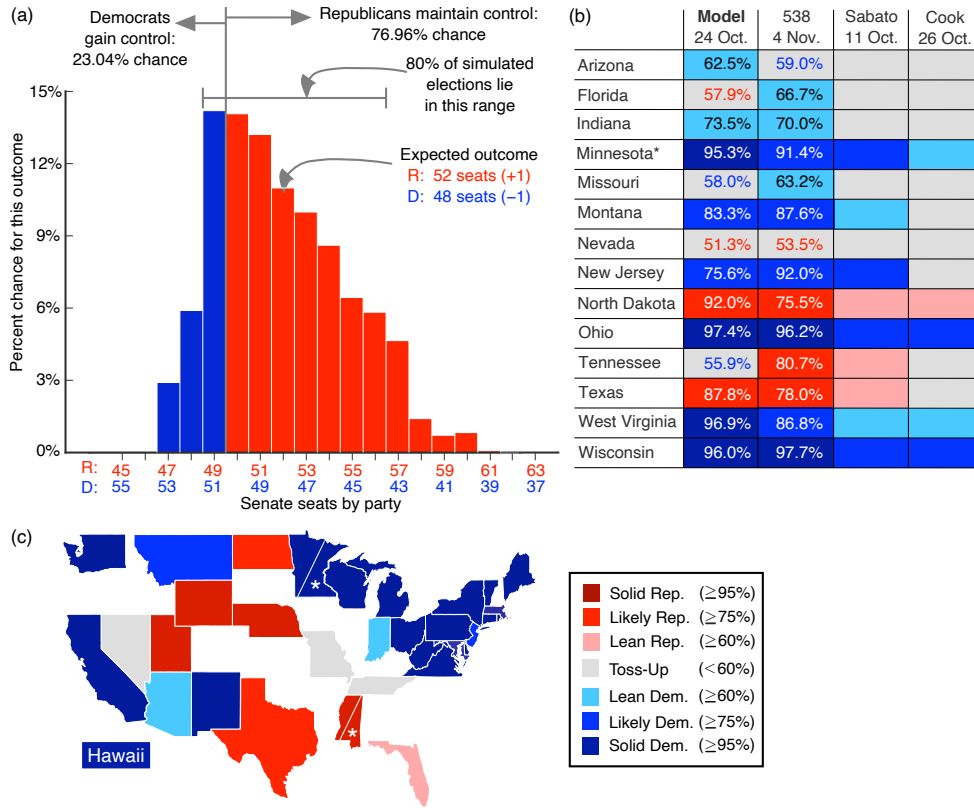 (a)
Democrats
gain control:
23.04% chance
Republicans maintain control:
76.96% chance
80% of simulated
elections lie
in this range
Expected outcome
R: 52 seats (+1)
D: 48 seats (−1)
Percent chance for this outcome
15%
12%
9%
6%
3%
0%
R: 45 47 49 51 53 55 57 59 61 63
D: 55 53 51 49 47 45 43 41 39 37
Senate seats by party
(b)
Model 538 Sabato Cook
24 Oct. 4 Nov. 11 Oct. 26 Oct.
Arizona 62.5% 59.0%
Florida 57.9% 66.7%
Indiana 73.5% 70.0%
Minnesota* 95.3% 91.4%
Missouri 58.0% 63.2%
Montana 83.3% 87.6%
Nevada 51.3% 53.5%
New Jersey 75.6% 92.0%
North Dakota 92.0% 75.5%
Ohio 97.4% 96.2%
Tennessee 55.9% 80.7%
Texas 87.8% 78.0%
West Virginia 96.9% 86.8%
Wisconsin 96.0% 97.7%
(c)
*
*
Hawaii
Solid Rep. (≥95%)
Likely Rep. (≥75%)
Lean Rep. (≥60%)
Toss-Up (<60%)
Lean Dem. (≥60%)
Likely Dem. (≥75%)
Solid Dem. (≥95%)